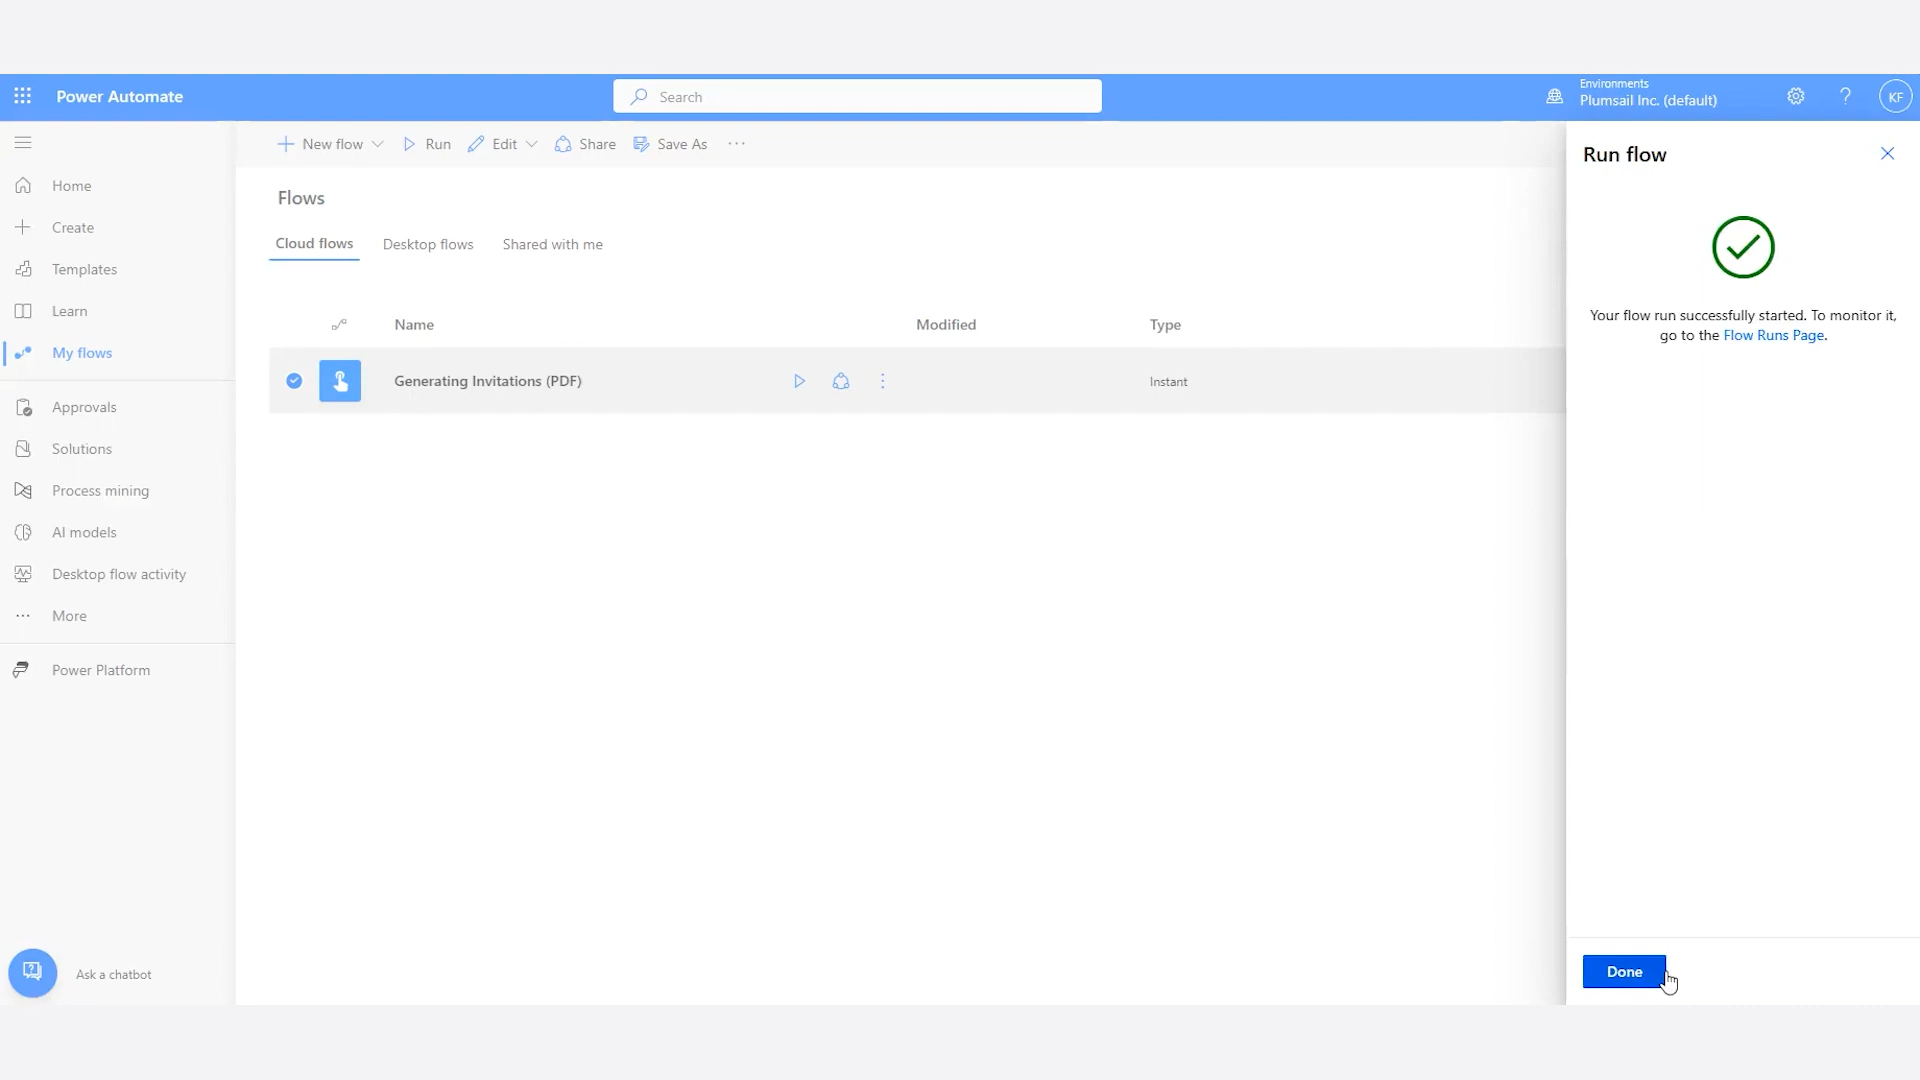 Power Automate
Search
Environments
Plumsail Inc. (default)
?
KF
New flow
Run
Edit
Share
Save As
Run flow
Home
Create
Templates
Learn
My flows
Approvals
Solutions
Process mining
AI models
Desktop flow activity
More
Power Platform
Ask a chatbot
Flows
Cloud flows
Desktop flows
Shared with me
Name
Modified
Type
Generating Invitations (PDF)
Instant
Your flow run successfully started. To monitor it,
go to the Flow Runs Page.
Done